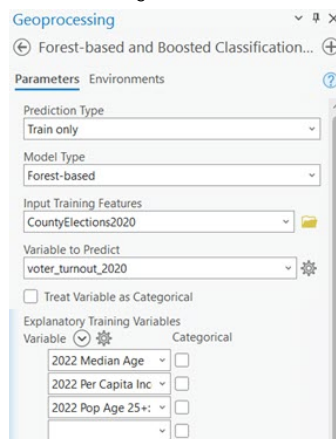 Geoprocessing
Forest-based and Boosted Classification...
Parameters Environments
Prediction Type
Train only
Model Type
Forest-based
Input Training Features
CountyElections2020
Variable to Predict
voter_turnout_2020
Treat Variable as Categorical
Explanatory Training Variables
Variable Categorical
2022 Median Age
2022 Per Capita Inc
2022 Pop Age 25+: